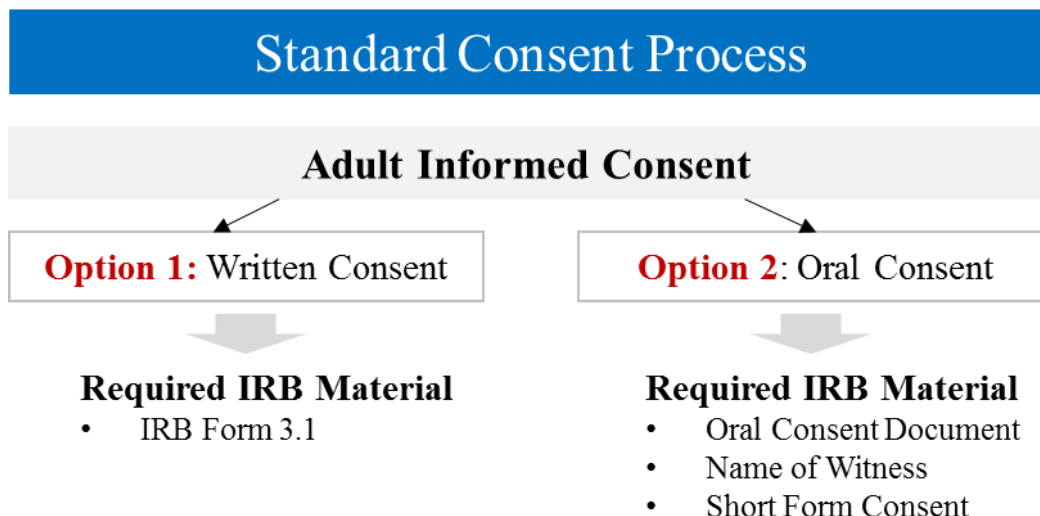 Standard Consent Process
Adult Informed Consent
Option 1: Written Consent
Required IRB Material
• IRB Form 3.1
Option 2: Oral Consent
Required IRB Material
• Oral Consent Document
• Name of Witness
• Short Form Consent